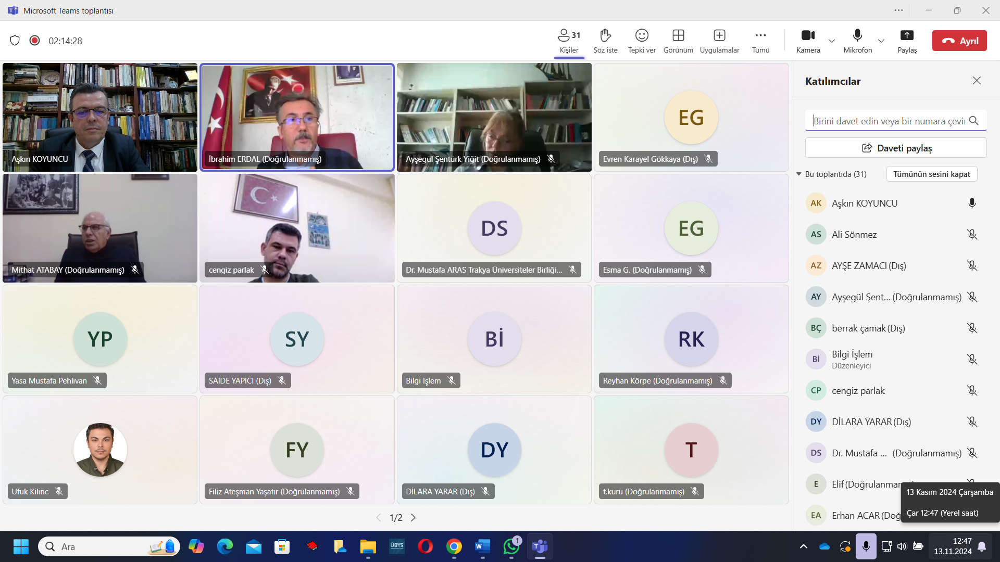 Microsoft Teams toplantısı
02:14:28
31
Kişiler
Söz iste
Tepki ver
Görünüm
Uygulamalar
Tümü
Kamera
Mikrofon
Paylaş
Ayrıl
Aşkın KOYUNCU
İbrahim ERDAL (Doğrulanmamış)
Ayşegül Şentürk Yiğit (Doğrulanmamış)
EG
Evren Karayel Gökkaya (Dış)
Mithat ATABAY (Doğrulanmamış)
cengiz parlak
DS
Dr. Mustafa ARAS Trakya Üniversiteler Birliği...
EG
Esma G. (Doğrulanmamış)
YP
Yasa Mustafa Pehlivan
SY
SAİDE YAPICI (Dış)
Bİ
Bilgi İşlem
RK
Reyhan Körpe (Doğrulanmamış)
Ufuk Kilinc
FY
Filiz Ateşman Yaşatır (Doğrulanmamış)
DY
DİLARA YARAR (Dış)
T
t.kuru (Doğrulanmamış)
1/2
Katılımcılar
Birini davet edin veya bir numara çevir
Daveti paylaş
Bu toplantıda (31)
Tümünün sesini kapat
AK Aşkın KOYUNCU
AS Ali Sönmez
AZ AYŞE ZAMACI (Dış)
AY Ayşegül Şent... (Doğrulanmamış)
BÇ berrak çamak (Dış)
Bİ Bilgi İşlem
Düzenleyici
CP cengiz parlak
DY DİLARA YARAR (Dış)
DS Dr. Mustafa ... (Doğrulanmamış)
E Elif (Doğrulanmam
EA Erhan ACAR (Doğ
13 Kasım 2024 Çarşamba
Çar 12:47 (Yerel saat)
Ara
ÜBYS
1
12:47
13.11.2024